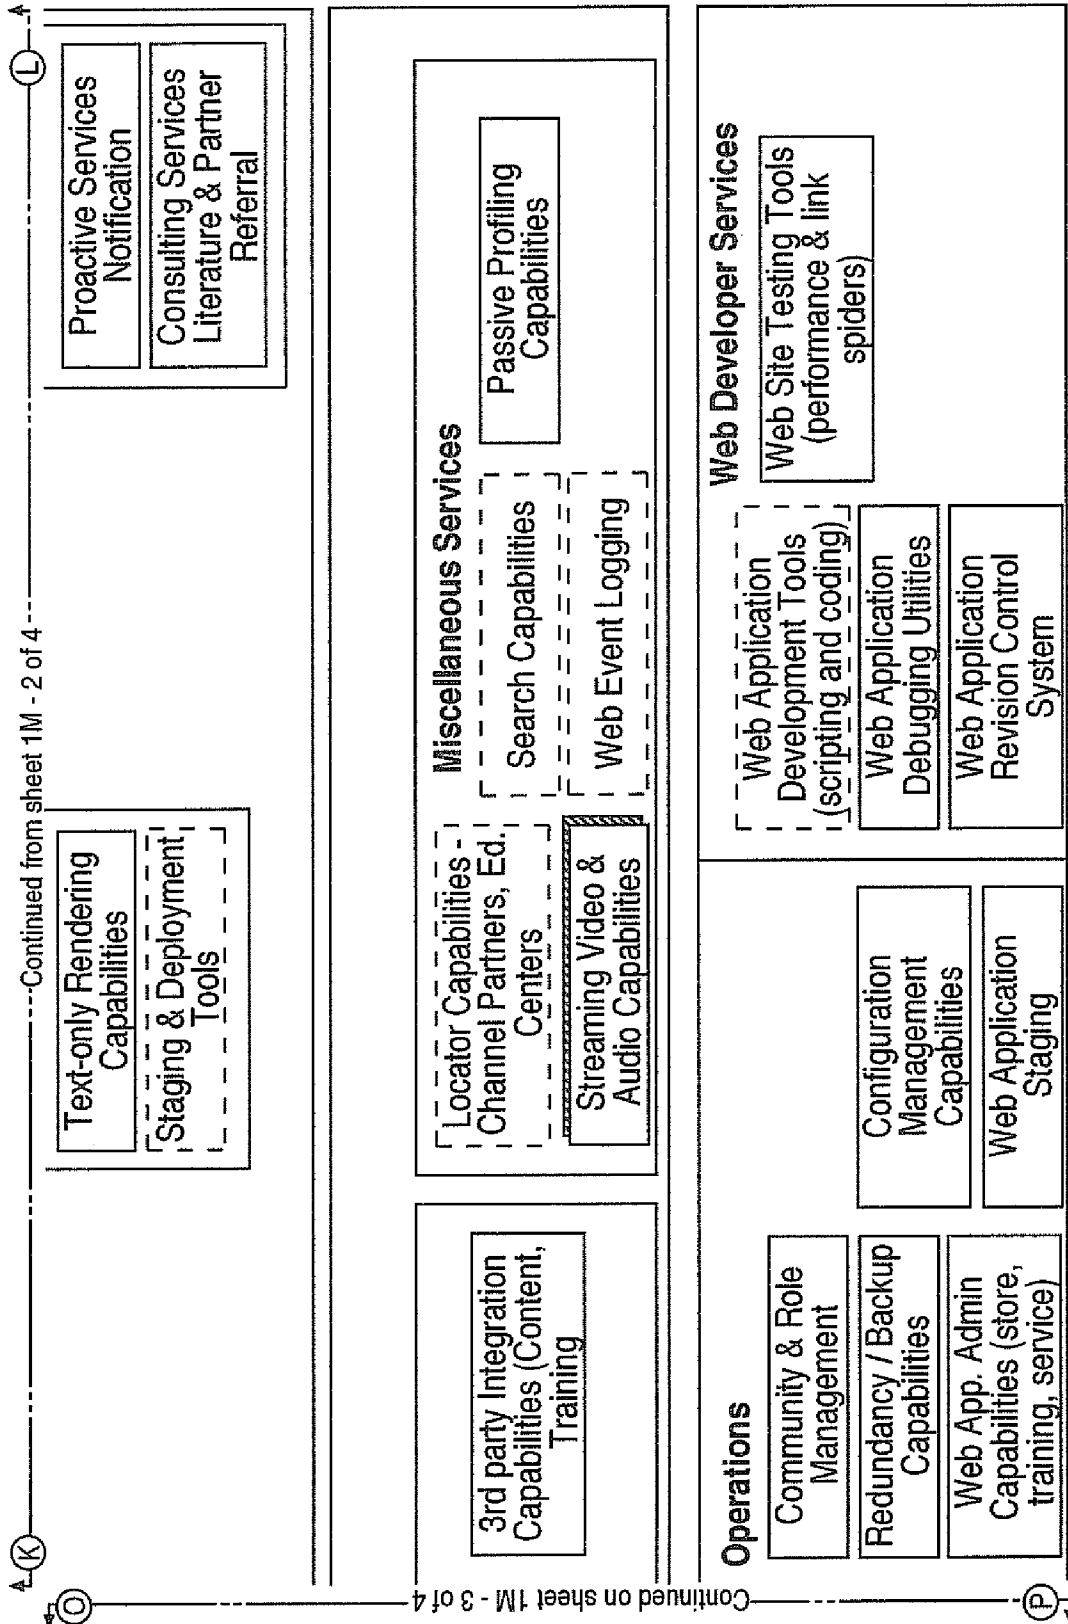 K
Continued from sheet 1M - 2 of 4
L
O
Text-only Rendering
Capabilities
Staging & Deployment
Tools
Proactive Services
Notification
Consulting Services
Literature & Partner
Referral
3rd party Integration
Capabilities (Content,
Training
Miscellaneous Services
Locator Capabilities -
Channel Partners, Ed.
Centers
Streaming Video &
Audio Capabilities
Search Capabilities
Web Event Logging
Passive Profiling
Capabilities
Operations
Community & Role
Management
Redundancy / Backup
Capabilities
Web App. Admin
Capabilities (store,
training, service)
Configuration
Management
Capabilities
Web Application
Staging
Web Developer Services
Web Application
Development Tools
(scripting and coding)
Web Application
Debugging Utilities
Web Application
Revision Control
System
Web Site Testing Tools
(performance & link
spiders)
Continued on sheet 1M - 3 of 4
P